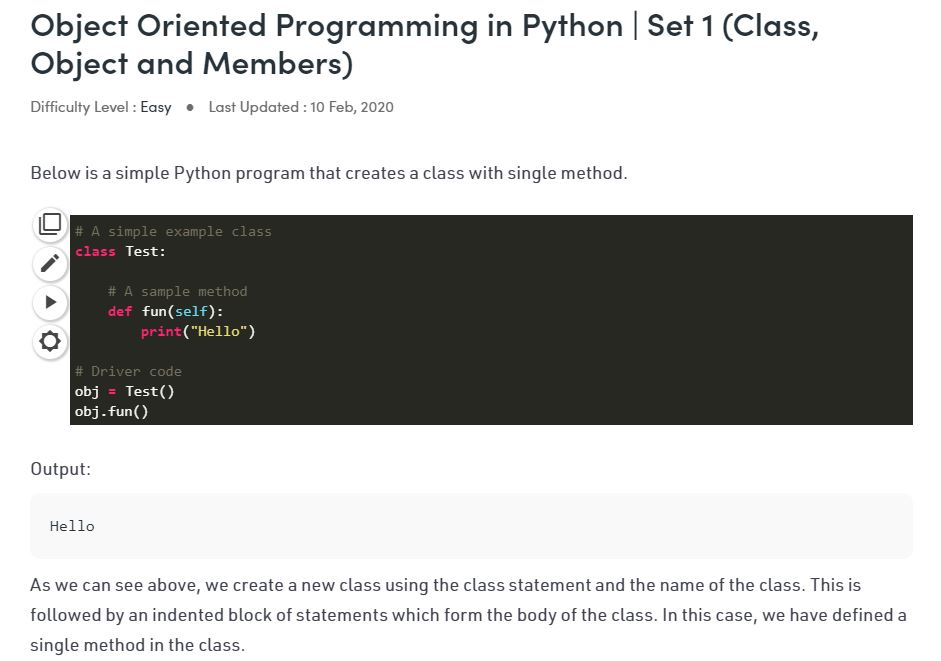 Object Oriented Programming in Python | Set 1 (Class,
Object and Members)
Difficulty Level : Easy ● Last Updated : 10 Feb, 2020
Below is a simple Python program that creates a class with single method.
# A simple example class
class Test:
    # A sample method
    def fun(self):
        print("Hello")
# Driver code
obj = Test()
obj.fun()
Output:
Hello
As we can see above, we create a new class using the class statement and the name of the class. This is
followed by an indented block of statements which form the body of the class. In this case, we have defined a
single method in the class.